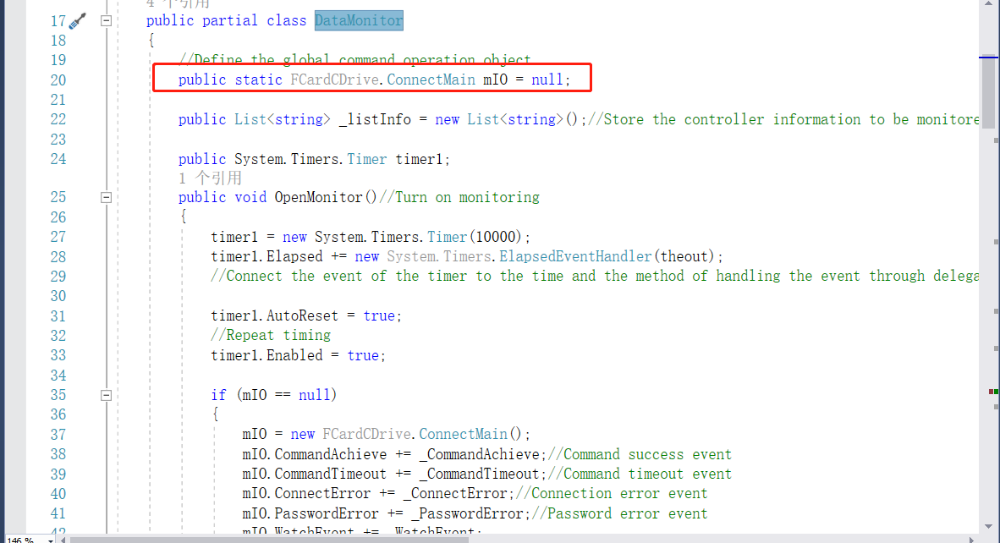 4 个引用
17 public partial class DataMonitor
18 {
19 //Define the global command operation object
20 public static FCardCDrive.ConnectMain mIO = null;
21
22 public List<string> _listInfo = new List<string>();//Store the controller information to be monitore
23
24 public System.Timers.Timer timer1;
1 个引用
25 public void OpenMonitor()//Turn on monitoring
26 {
27 timer1 = new System.Timers.Timer(10000);
28 timer1.Elapsed += new System.Timers.ElapsedEventHandler(theout);
29 //Connect the event of the timer to the time and the method of handling the event through delega
30
31 timer1.AutoReset = true;
32 //Repeat timing
33 timer1.Enabled = true;
34
35 if (mIO == null)
36 {
37 mIO = new FCardCDrive.ConnectMain();
38 mIO.CommandAchieve += _CommandAchieve;//Command success event
39 mIO.CommandTimeout += _CommandTimeout;//Command timeout event
40 mIO.ConnectError += _ConnectError;//Connection error event
41 mIO.PasswordError += _PasswordError;//Password error event
42 mIO.WatchEvent += _WatchEvent;
146 %